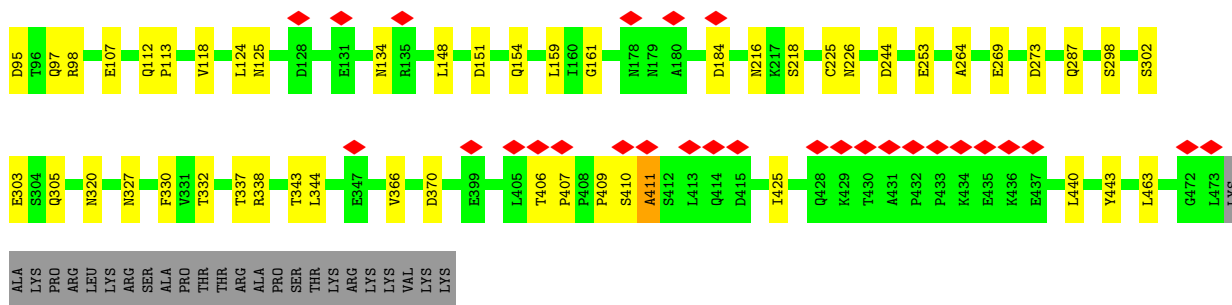 D95 T96 Q97 R98 E107 Q112 P113 V118 L124 N125 D128 E131 N134 R135 L148 D151 Q154 L159 I160 G161 N178 N179 A180 D184 N216 K217 S218 C225 N226 D244 E253 A264 E269 D273 Q287 S298 S302
E303 S304 Q305 N320 N327 F330 V331 T332 T337 R338 T343 L344 E347 V366 D370 E399 L405 T406 P407 P408 P409 S410 A411 S412 L413 Q414 D415 I425 Q428 K429 T430 A431 P432 P433 K434 E435 K436 E437 L440 Y443 L463 G472 L473 LYS
ALA LYS PRO ARG LEU LYS ARG SER ALA PRO THR THR ARG ALA PRO SER THR LYS ARG LYS LYS VAL LYS LYS